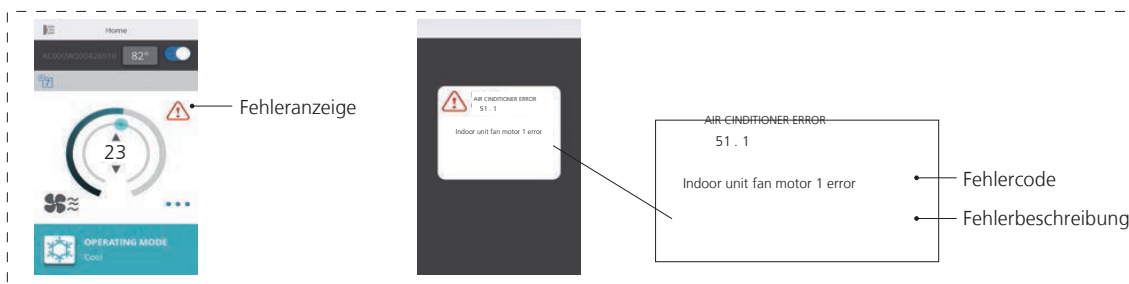 Home
AC000W000426910 82°
Fehleranzeige
23
OPERATING MODE
Cool
AIR CINDITIONER ERROR
51 . 1
Indoor unit fan motor 1 error
AIR CINDITIONER ERROR
51 . 1
Indoor unit fan motor 1 error
Fehlercode
Fehlerbeschreibung